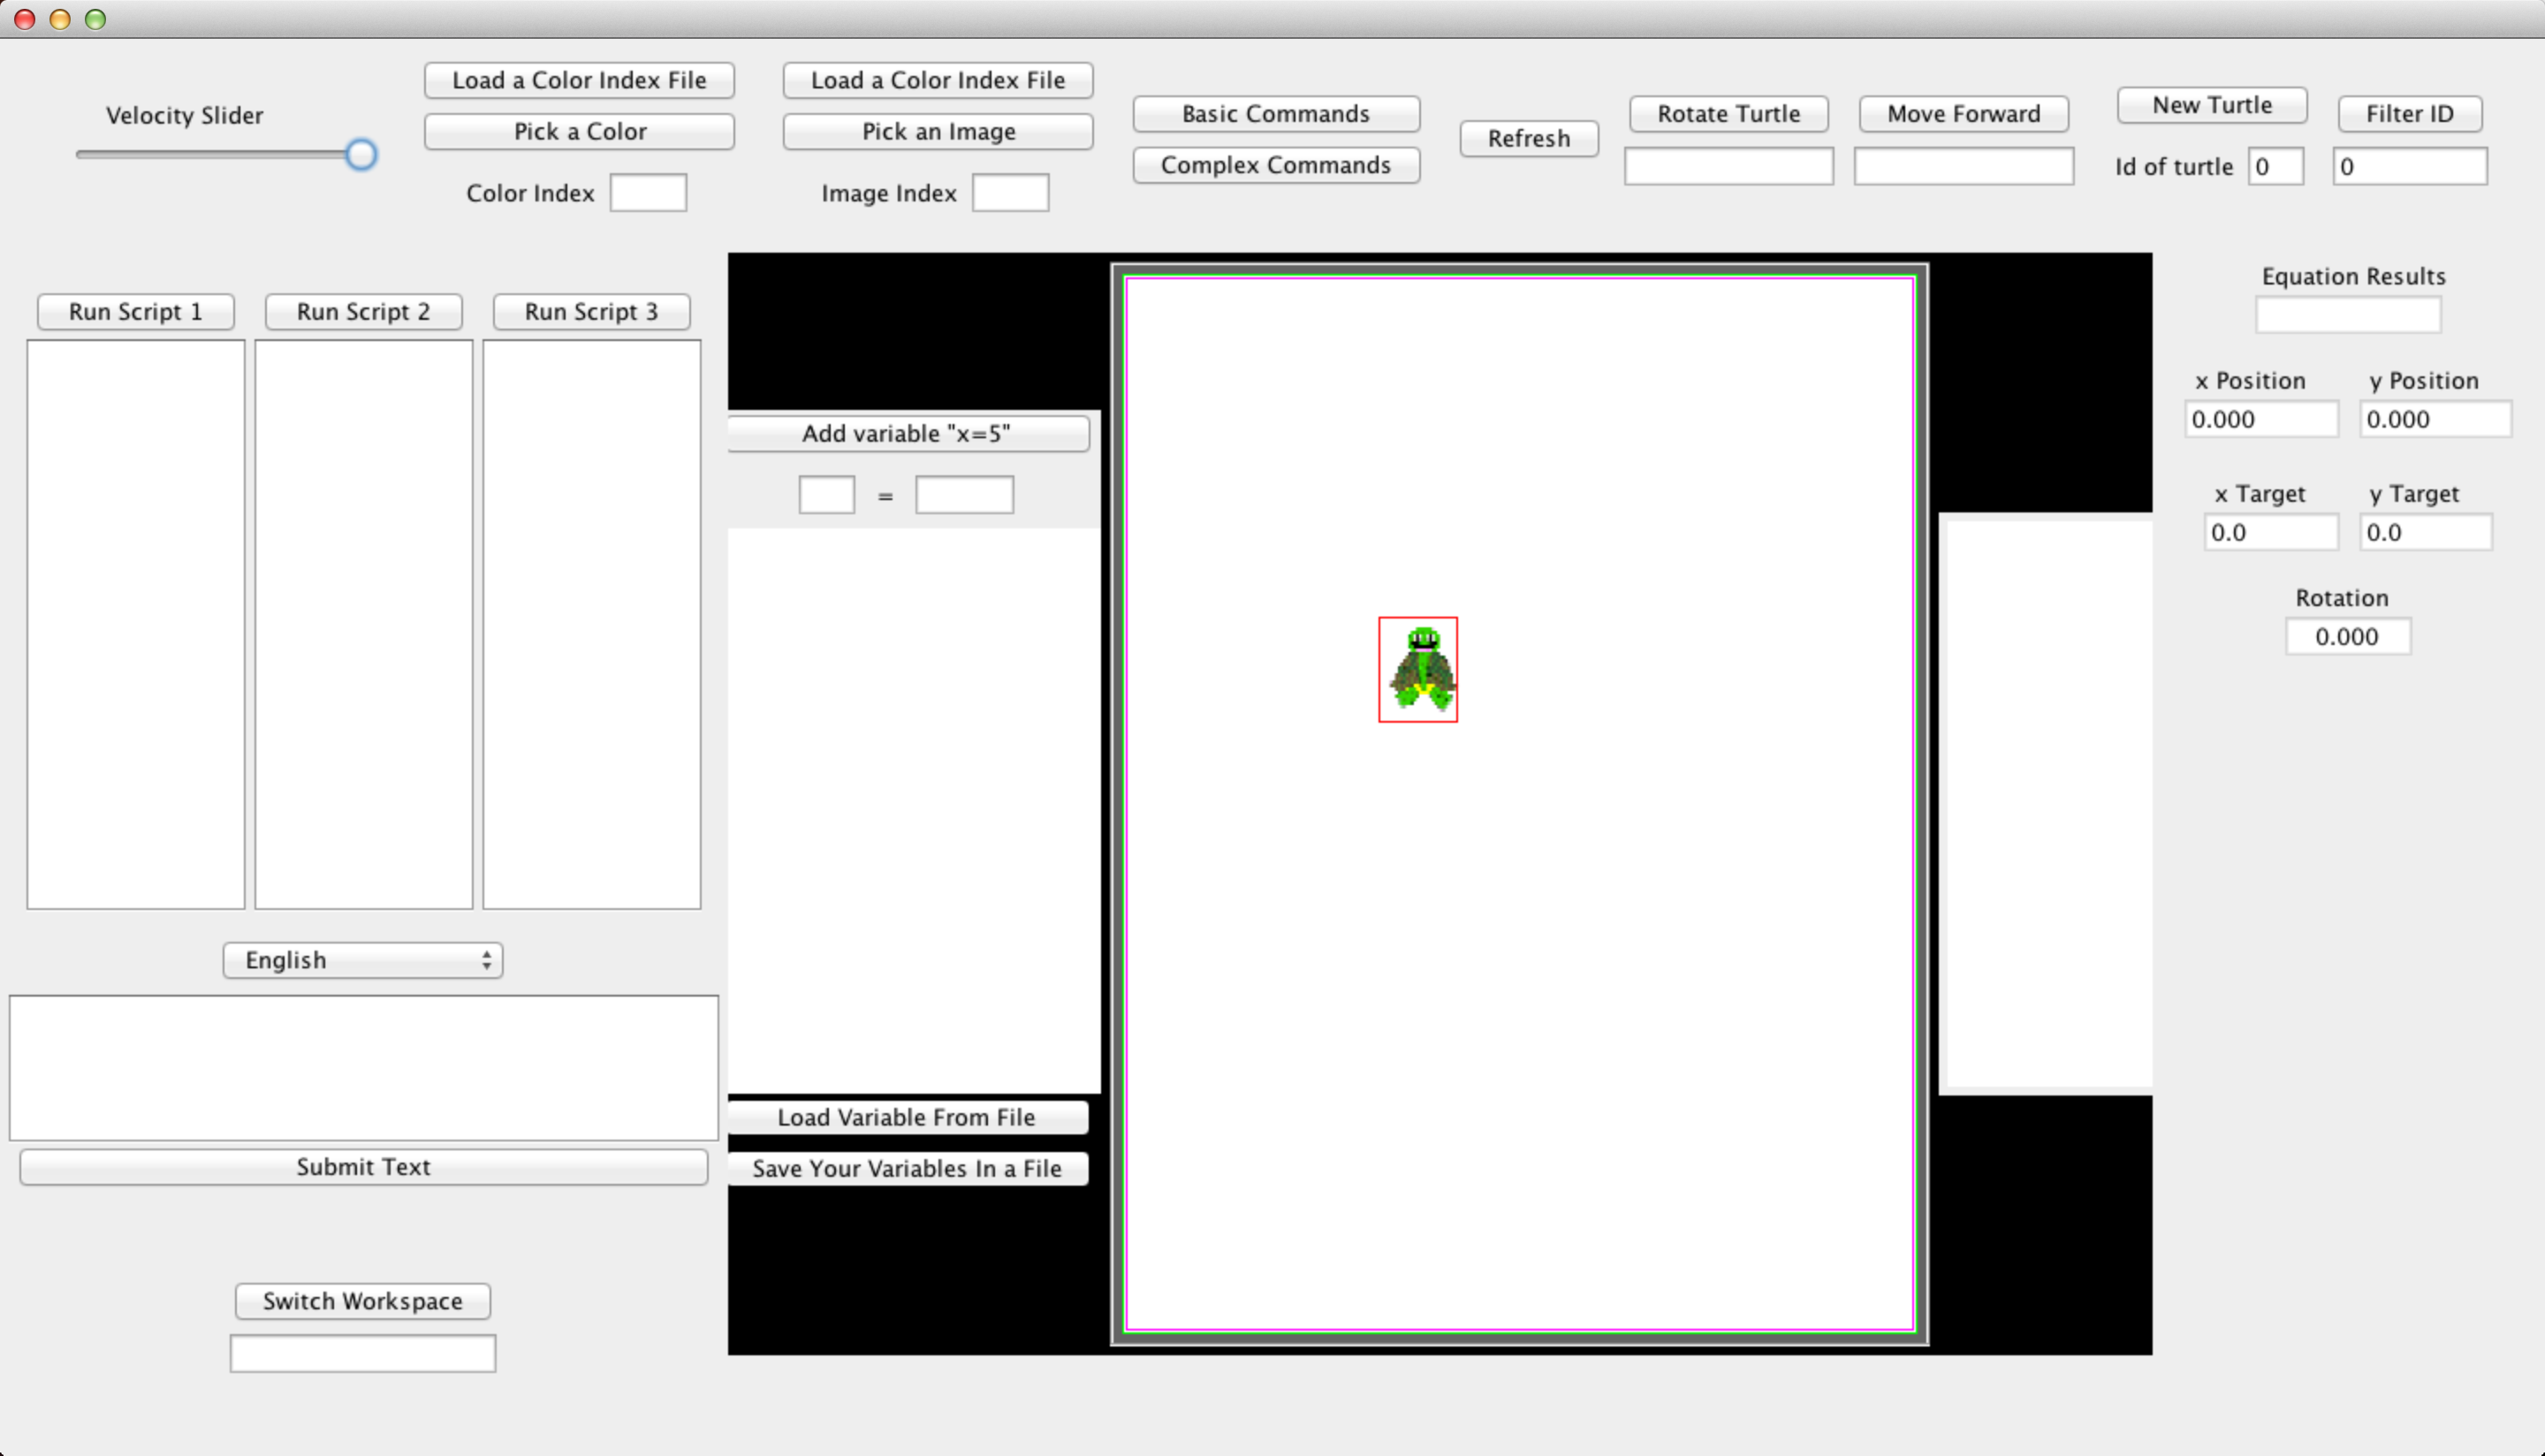 Velocity Slider
Load a Color Index File
Pick a Color
Color Index
Load a Color Index File
Pick an Image
Image Index
Basic Commands
Complex Commands
Refresh
Rotate Turtle
Move Forward
New Turtle
Id of turtle 0
Filter ID
0
Run Script 1
Run Script 2
Run Script 3
English
Submit Text
Switch Workspace
Add variable "x=5"
=
Load Variable From File
Save Your Variables In a File
Equation Results
x Position y Position
0.000 0.000
x Target y Target
0.0 0.0
Rotation
0.000